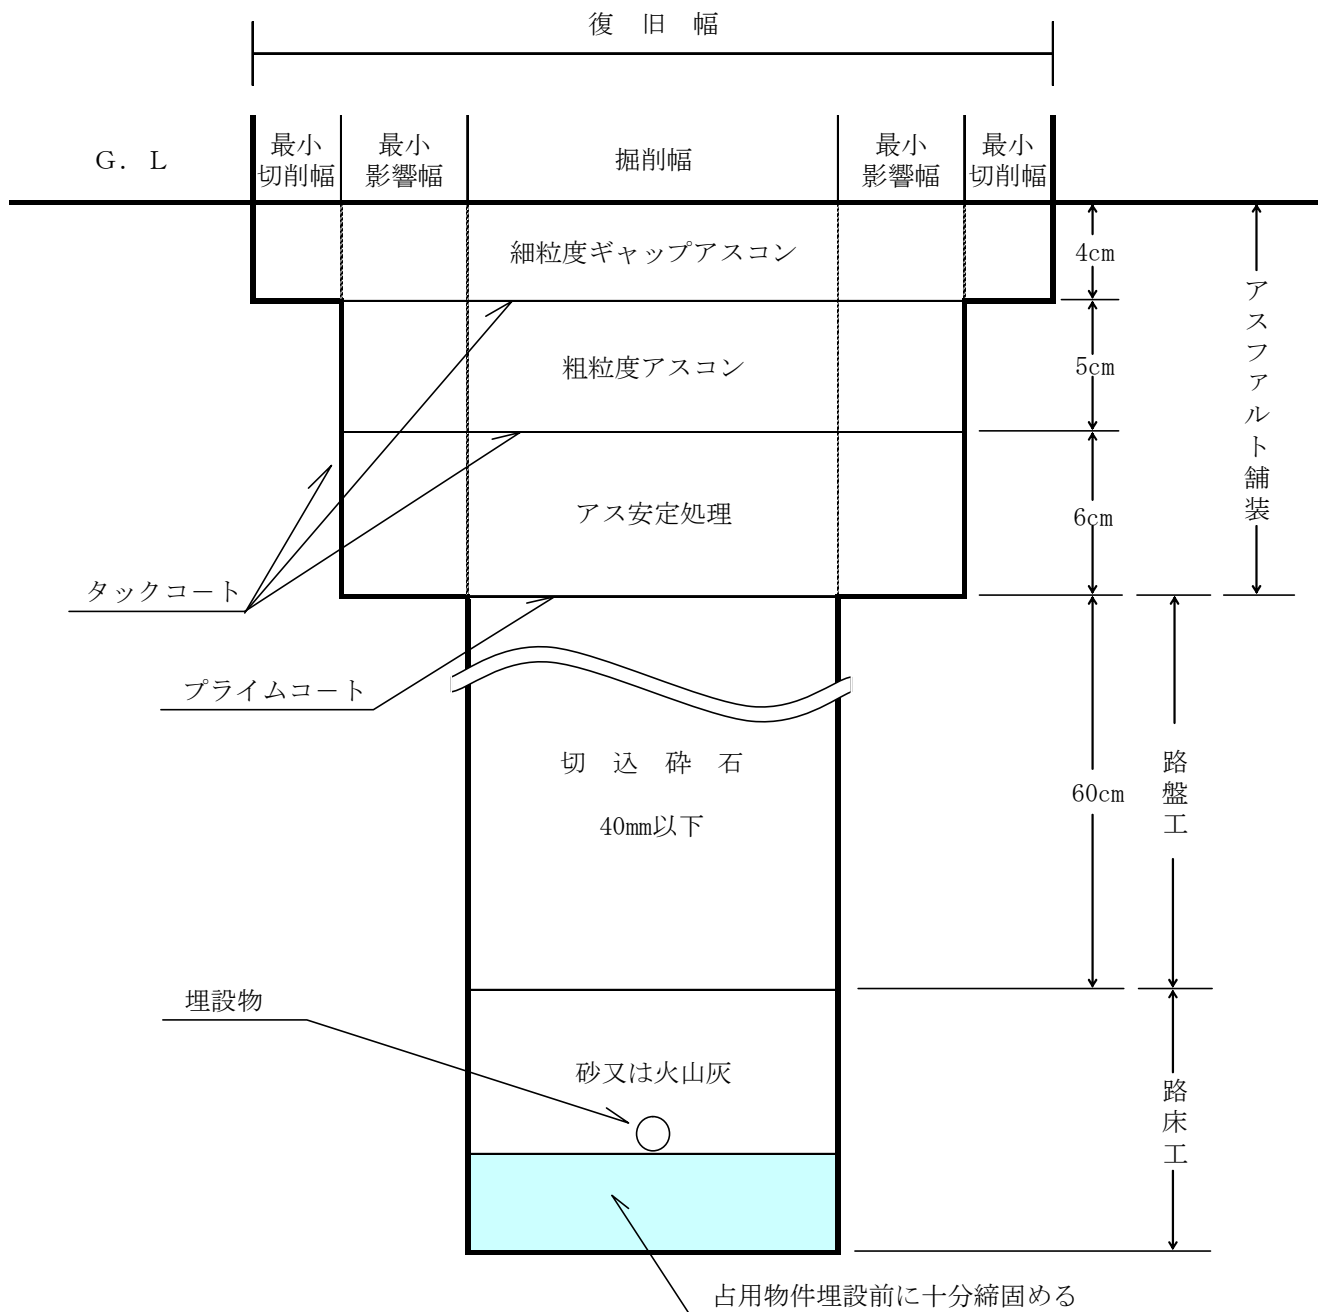 復　旧　幅
G．L
最小
切削幅
最小
影響幅
掘削幅
最小
影響幅
最小
切削幅
細粒度ギャップアスコン
4cm
粗粒度アスコン
5cm
アスファルト舗装
アス安定処理
6cm
タックコート
プライムコート
切　込　砕　石
40mm以下
60cm
路盤工
埋設物
砂又は火山灰
路床工
占用物件埋設前に十分締固める